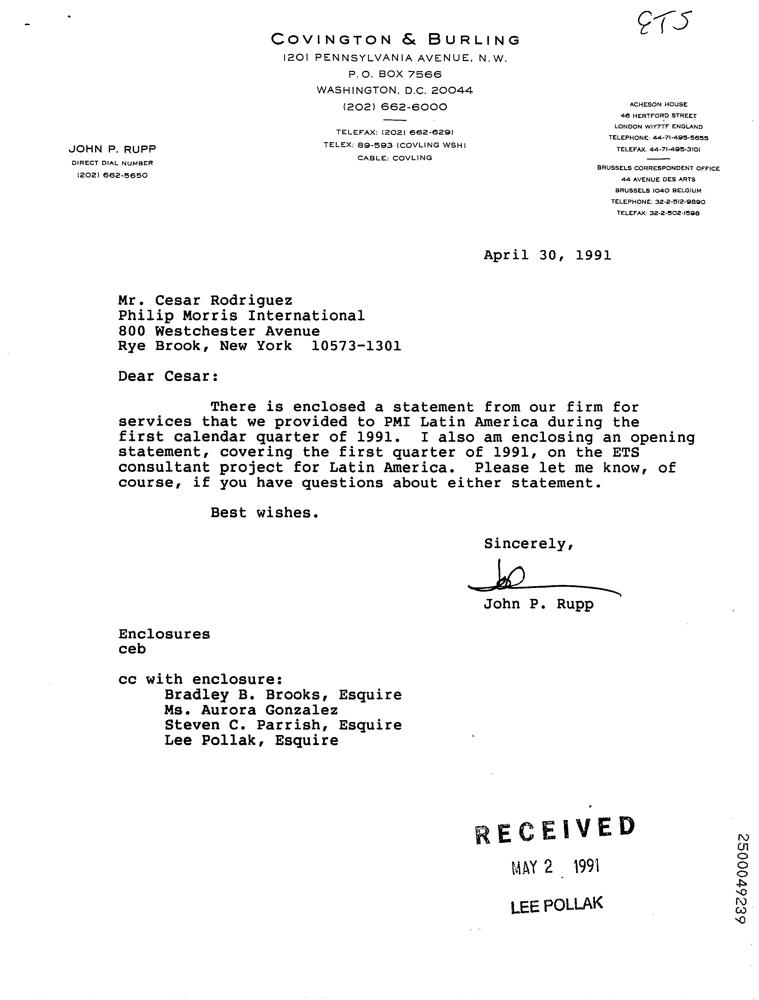 ETS
COVINGTON & BURLING
1201 PENNSYLVANIA AVENUE, N.W.
P.O. BOX 7566
WASHINGTON, D.C. 20044
(202) 662-6000
TELEFAX: (202) 662-6291
TELEX: 89-593 (COVLING WSH)
CABLE: COVLING
JOHN P. RUPP
DIRECT DIAL NUMBER
(202) 662-5650
ACHESON HOUSE
46 HERTFORD STREET
LONDON W1Y7TF ENGLAND
TELEPHONE: 44-71-495-5655
TELEFAX: 44-71-495-3101
BRUSSELS CORRESPONDENT OFFICE
44 AVENUE DES ARTS
BRUSSELS 1040 BELGIUM
TELEPHONE: 32-2-512-9890
TELEFAX: 32-2-502-1598
April 30, 1991
Mr. Cesar Rodriguez
Philip Morris International
800 Westchester Avenue
Rye Brook, New York 10573-1301
Dear Cesar:
There is enclosed a statement from our firm for
services that we provided to PMI Latin America during the
first calendar quarter of 1991. I also am enclosing an opening
statement, covering the first quarter of 1991, on the ETS
consultant project for Latin America. Please let me know, of
course, if you have questions about either statement.
Best wishes.
Sincerely,
John P. Rupp
Enclosures
ceb
cc with enclosure:
Bradley B. Brooks, Esquire
Ms. Aurora Gonzalez
Steven C. Parrish, Esquire
Lee Pollak, Esquire
RECEIVED
MAY 2 1991
LEE POLLAK
2500049239